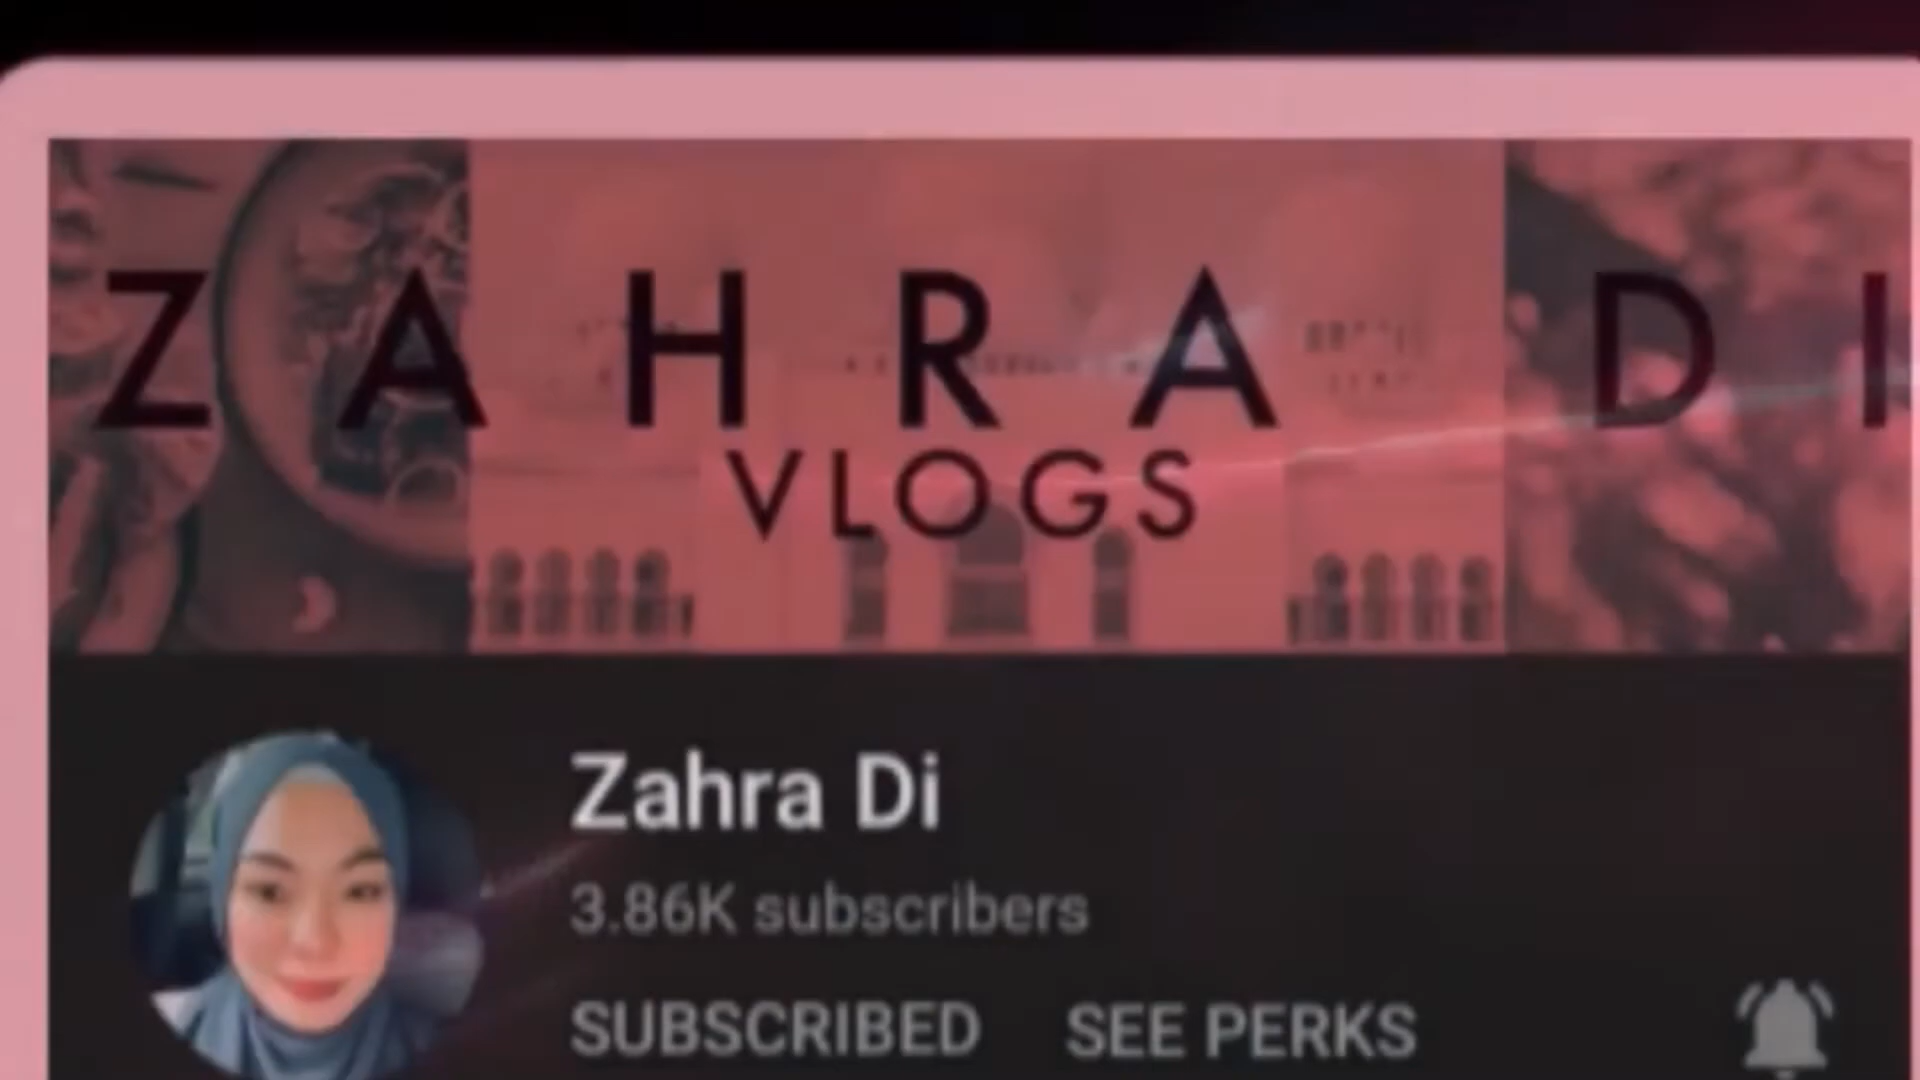 ZAHRA DI
VLOGS
Zahra Di
3.86K subscribers
SUBSCRIBED SEE PERKS